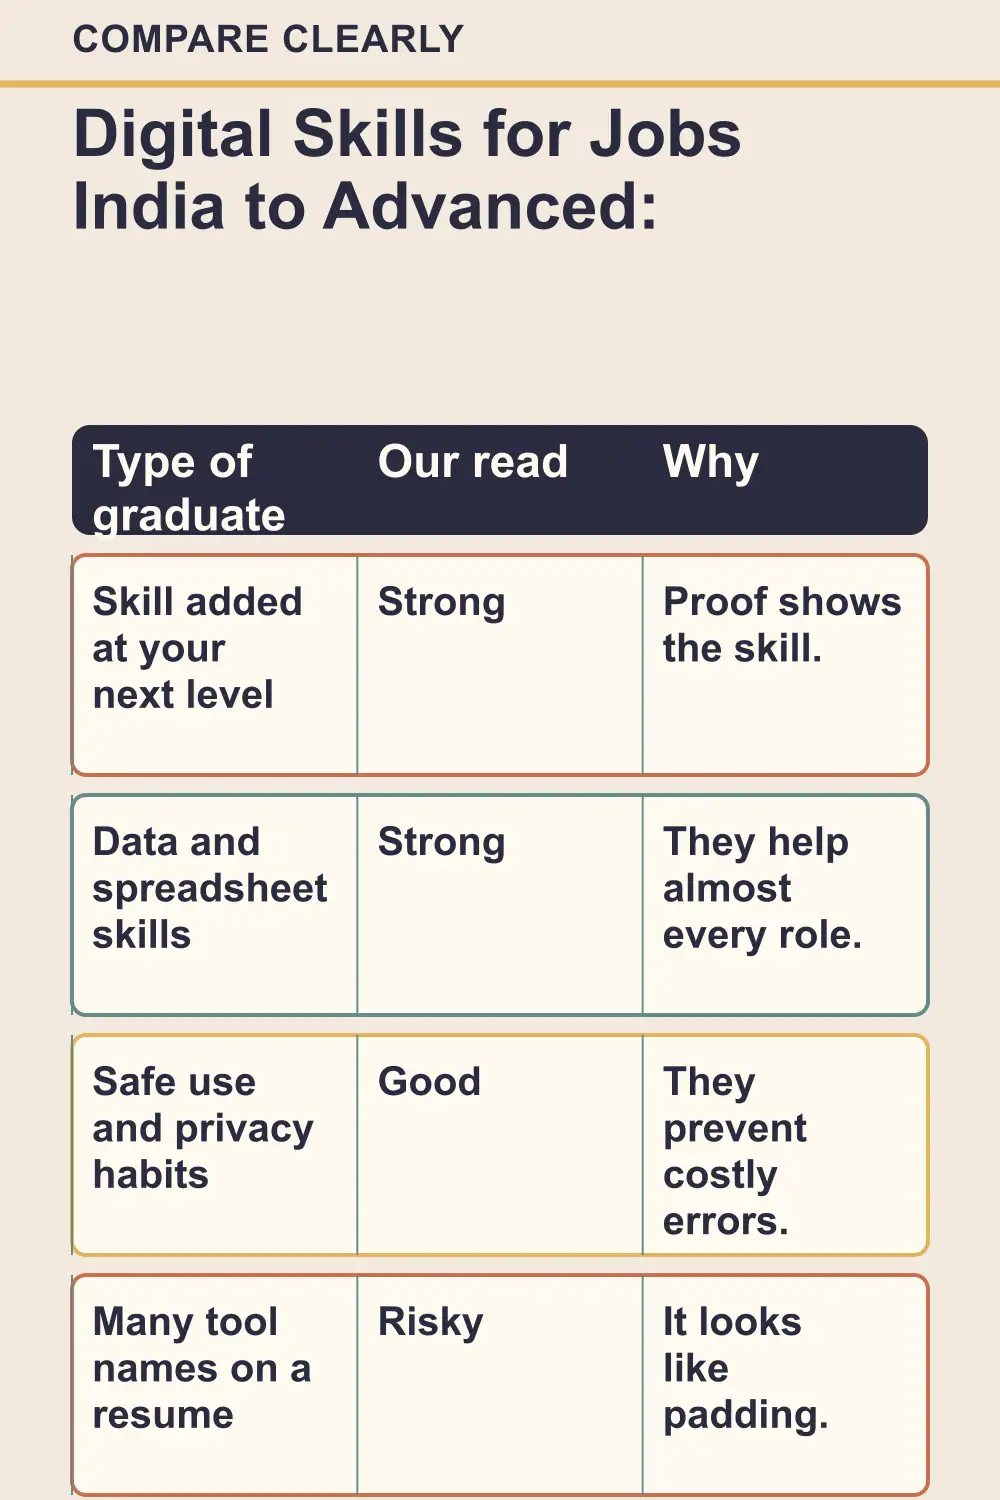 COMPARE CLEARLY
Digital Skills for Jobs
India to Advanced:
Type of
graduate
Our read
Why
Skill added
at your
next level
Strong
Proof shows
the skill.
Data and
spreadsheet
skills
Strong
They help
almost
every role.
Safe use
and privacy
habits
Good
They
prevent
costly
errors.
Many tool
names on a
resume
Risky
It looks
like
padding.